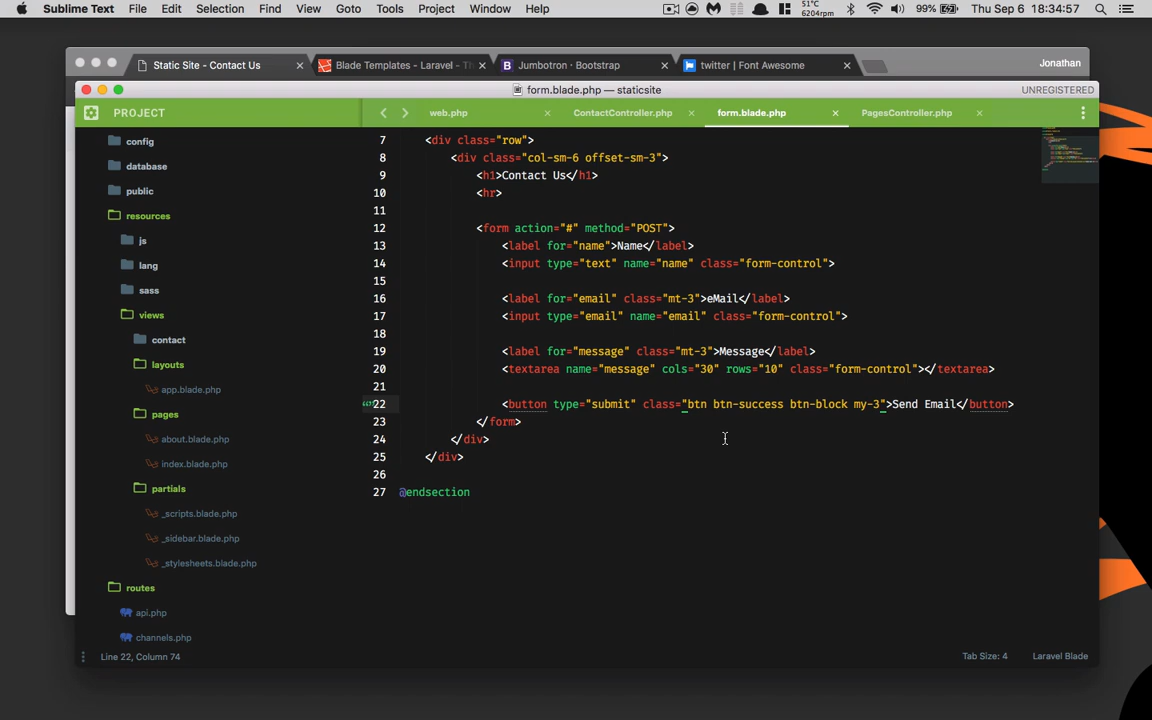 Sublime Text File Edit Selection Find View Goto Tools Project Window Help 51°C 6204rpm 99% Thu Sep 6 18:34:57
Static Site - Contact Us Blade Templates - Laravel - Th Jumbotron · Bootstrap twitter | Font Awesome Jonathan
form.blade.php — staticsite UNREGISTERED
PROJECT web.php ContactController.php form.blade.php PagesController.php
config
database
public
resources
js
lang
sass
views
contact
layouts
app.blade.php
pages
about.blade.php
index.blade.php
partials
_scripts.blade.php
_sidebar.blade.php
_stylesheets.blade.php
routes
api.php
channels.php
7 <div class="row">
8 <div class="col-sm-6 offset-sm-3">
9 <h1>Contact Us</h1>
10 <hr>
11
12 <form action="#" method="POST">
13 <label for="name">Name</label>
14 <input type="text" name="name" class="form-control">
15
16 <label for="email" class="mt-3">eMail</label>
17 <input type="email" name="email" class="form-control">
18
19 <label for="message" class="mt-3">Message</label>
20 <textarea name="message" cols="30" rows="10" class="form-control"></textarea>
21
22 <button type="submit" class="btn btn-success btn-block my-3">Send Email</button>
23 </form>
24 </div>
25 </div>
26
27 @endsection
Line 22, Column 74 Tab Size: 4 Laravel Blade